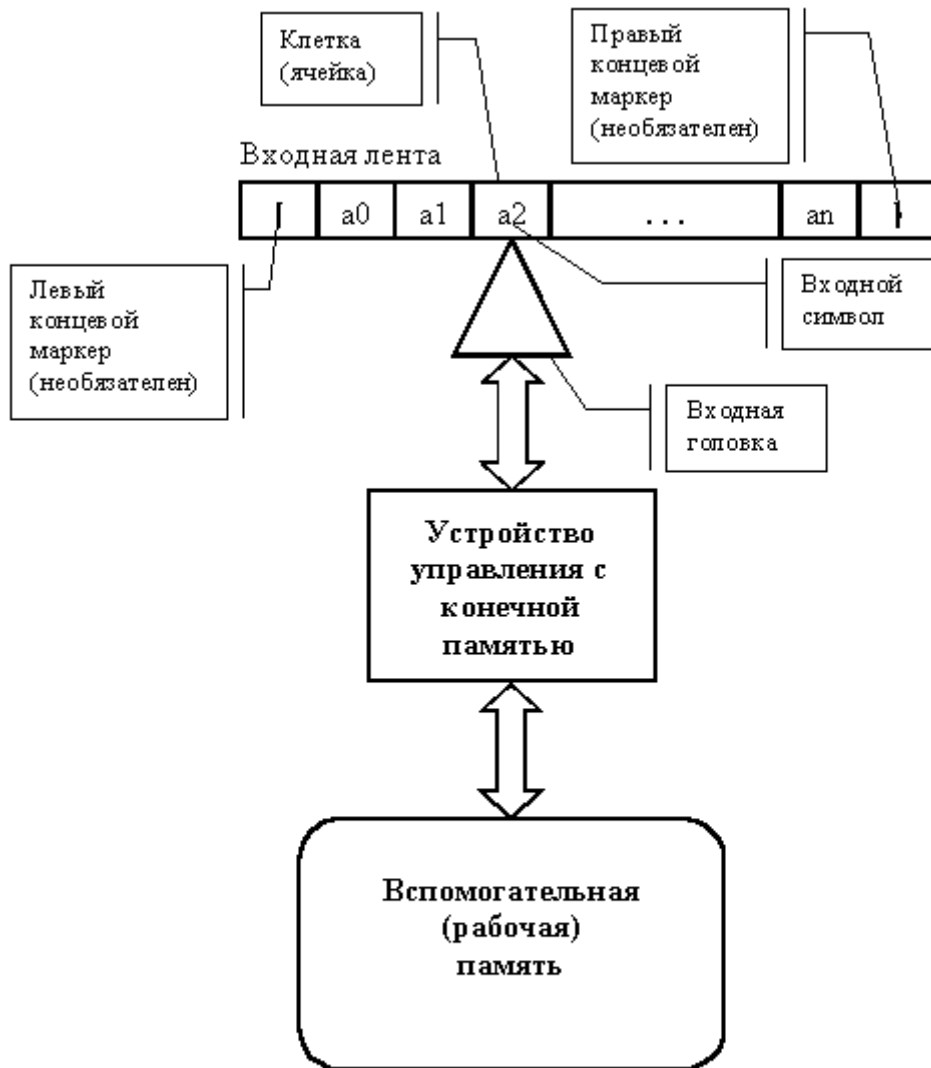 Клетка
(ячейка)
Правый
концевой
маркер
(необязателен)
Входная лента
a0 a1 a2 ... an
Левый
концевой
маркер
(необязателен)
Входной
символ
Входная
головка
Устройство
управления с
конечной
памятью
Вспомогательная
(рабочая)
память